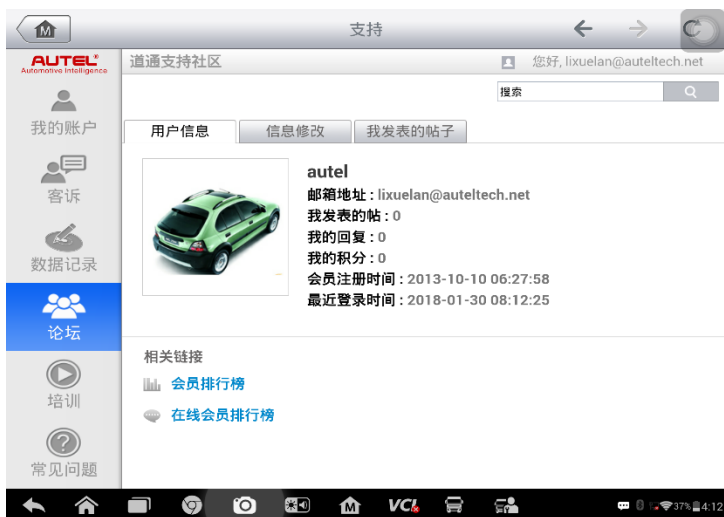 支持
AUTEL®
Automotive Intelligence
道通支持社区
您好, lixuelan@auteltech.net
搜索
我的账户
客诉
数据记录
论坛
培训
常见问题
用户信息
信息修改
我发表的帖子
autel
邮箱地址 : lixuelan@auteltech.net
我发表的帖 : 0
我的回复 : 0
我的积分 : 0
会员注册时间 : 2013-10-10 06:27:58
最近登录时间 : 2018-01-30 08:12:25
相关链接
会员排行榜
在线会员排行榜
M
VCI
37%
4:12